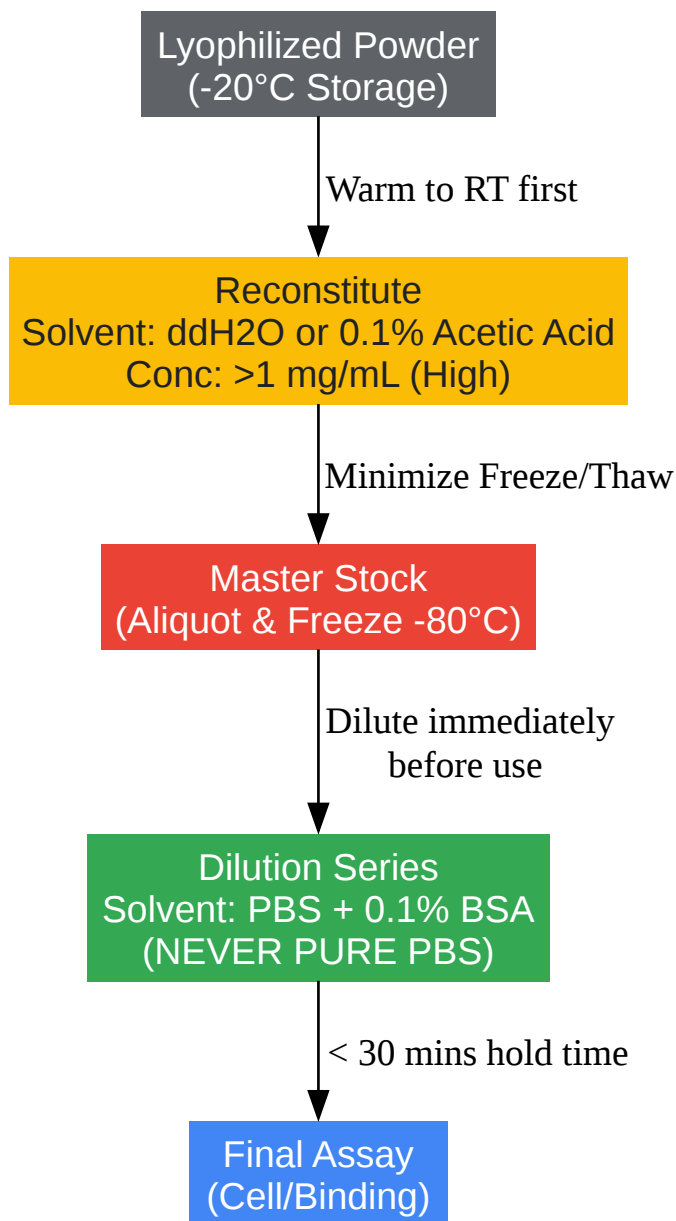 Lyophilized Powder
(-20°C Storage)
Warm to RT first
Reconstitute
Solvent: ddH2O or 0.1% Acetic Acid
Conc: >1 mg/mL (High)
Minimize Freeze/Thaw
Master Stock
(Aliquot & Freeze -80°C)
Dilute immediately
before use
Dilution Series
Solvent: PBS + 0.1% BSA
(NEVER PURE PBS)
< 30 mins hold time
Final Assay
(Cell/Binding)